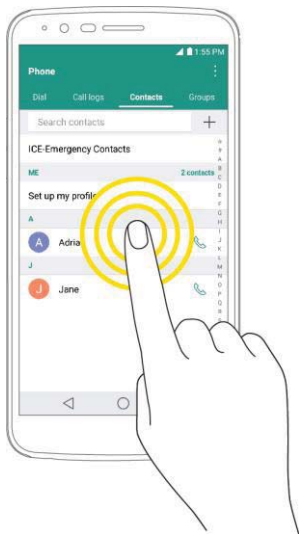 1:55 PM
Phone
Dial Call logs Contacts Groups
Search contacts
ICE-Emergency Contacts
ME 2 contacts
Set up my profile
A
A Adria
J
J Jane
#
A
B
C
D
E
F
G
H
I
J
K
L
M
N
O
P
Q
R